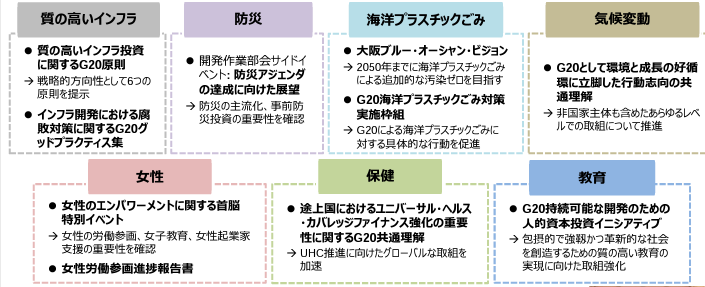 質の高いインフラ
● 質の高いインフラ投資
に関するG20原則
→ 戦略的方向性として6つの
原則を提示
● インフラ開発における腐
敗対策に関するG20グ
ッドプラクティス集
防災
● 開発作業部会サイドイ
ベント: 防災アジェンダ
の達成に向けた展望
→ 防災の主流化、事前防
災投資の重要性を確認
海洋プラスチックごみ
● 大阪ブルー・オーシャン・ビジョン
→ 2050年までに海洋プラスチックごみ
による追加的な汚染ゼロを目指す
● G20海洋プラスチックごみ対策
実施枠組
→ G20による海洋プラスチックごみに
対する具体的な行動を促進
気候変動
● G20として環境と成長の好循
環に立脚した行動志向の共
通理解
→ 非国家主体も含めたあらゆるレベ
ルでの取組について推進
女性
● 女性のエンパワーメントに関する首脳
特別イベント
→ 女性の労働参画、女子教育、女性起業家
支援の重要性を確認
● 女性労働参画進捗報告書
保健
● 途上国におけるユニバーサル・ヘルス
・カバレッジファイナンス強化の重要
性に関するG20共通理解
→ UHC推進に向けたグローバルな取組を
加速
教育
● G20持続可能な開発のための
人的資本投資イニシアティブ
→ 包摂的で強靱かつ革新的な社会
を創造するための質の高い教育の
実現に向けた取組強化